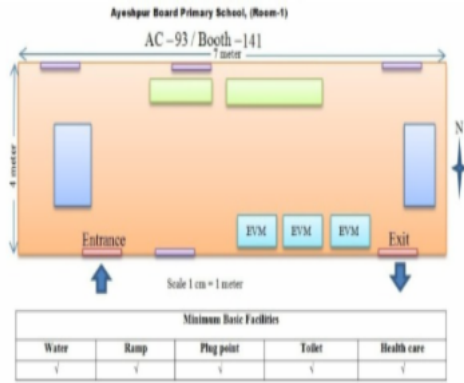 Ayeshpur Board Primary School, (Room-1)
AC -93 / Booth -141
7 meter
4 meter
N
EVM EVM EVM
Entrance Exit
Scale 1 cm = 1 meter
Minimum Basic Facilities
Water Ramp Plug point Toilet Health care
√ √ √ √ √